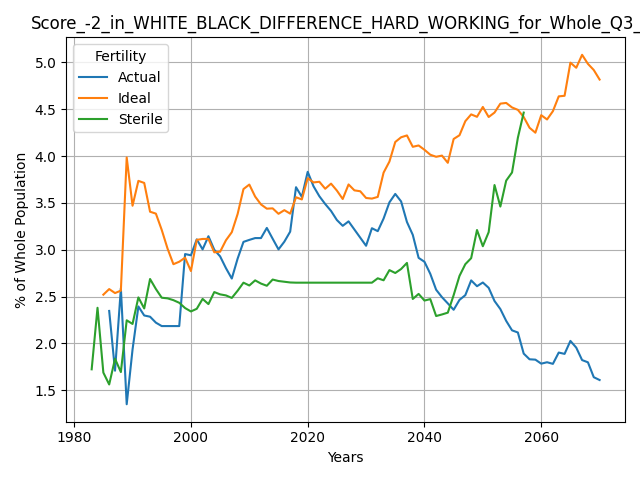 Score_-2_in_WHITE_BLACK_DIFFERENCE_HARD_WORKING_for_Whole_Q3_
Fertility
Actual
Ideal
Sterile
% of Whole Population
5.0
4.5
4.0
3.5
3.0
2.5
2.0
1.5
1980
2000
2020
2040
2060
Years